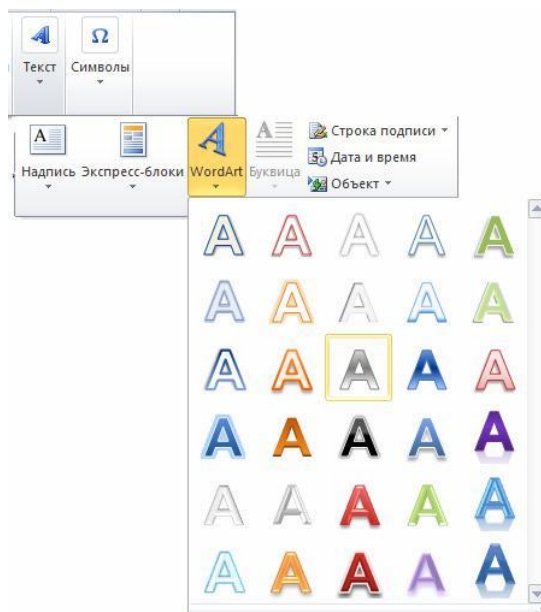 Текст Символы
Строка подписи
Дата и время
Объект
Надпись Экспресс-блоки WordArt Буквица